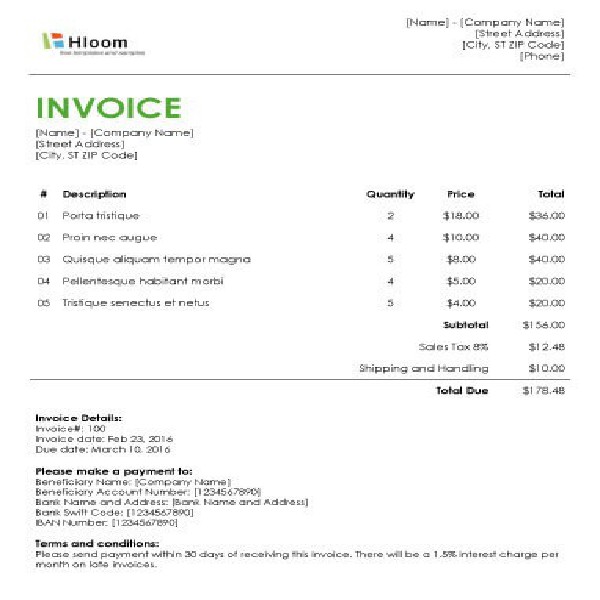 [Name] - [Company Name]
[Street Address]
[City, ST ZIP Code]
[Phone]
Hloom
INVOICE
[Name] - [Company Name]
[Street Address]
[City, ST ZIP Code]
# Description Quantity Price Total
01 Porta tristique 2 $18.00 $36.00
02 Proin nec augue 4 $10.00 $40.00
03 Quisque aliquam tempor magna 5 $8.00 $40.00
04 Pellentesque habitant morbi 4 $5.00 $20.00
05 Tristique senectus et netus 5 $4.00 $20.00
Subtotal $156.00
Sales Tax 8% $12.48
Shipping and Handling $10.00
Total Due $178.48
Invoice Details:
Invoice#: 100
Invoice date: Feb 23, 2016
Due date: March 10, 2016
Please make a payment to:
Beneficiary Name: [Company Name]
Beneficiary Account Number: [1234567890]
Bank Name and Address: [Bank Name and Address]
Bank Swift Code: [1234567890]
IBAN Number: [1234567890]
Terms and conditions:
Please send payment within 30 days of receiving this invoice. There will be a 1.5% interest charge per
month on late invoices.